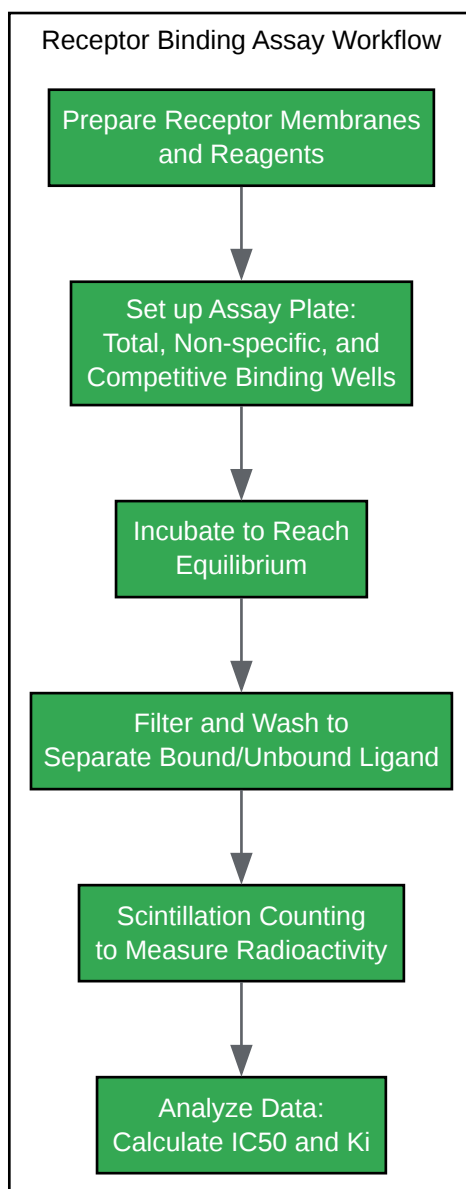 Receptor Binding Assay Workflow
Prepare Receptor Membranes
and Reagents
Set up Assay Plate:
Total, Non-specific, and
Competitive Binding Wells
Incubate to Reach
Equilibrium
Filter and Wash to
Separate Bound/Unbound Ligand
Scintillation Counting
to Measure Radioactivity
Analyze Data:
Calculate IC50 and Ki